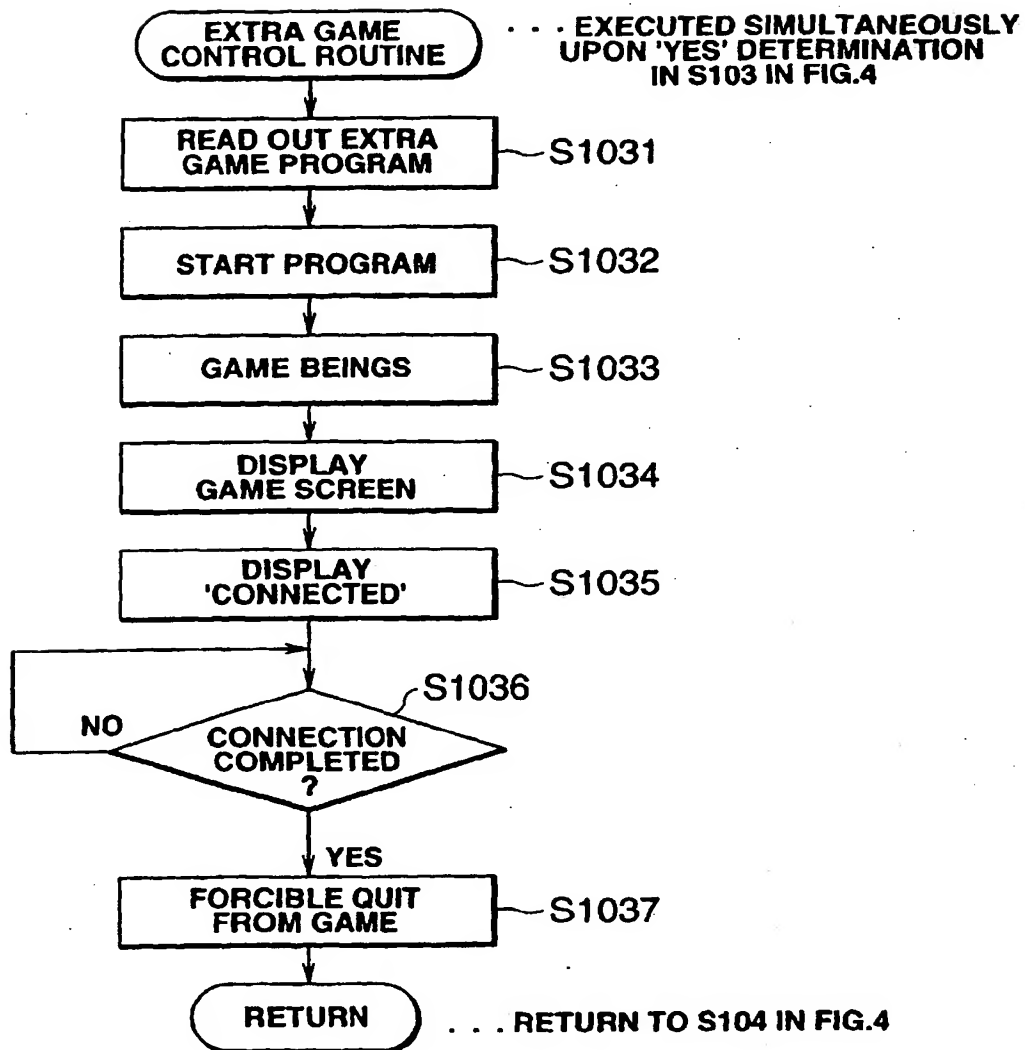 EXTRA GAME
CONTROL ROUTINE
. . . EXECUTED SIMULTANEOUSLY
UPON 'YES' DETERMINATION
IN S103 IN FIG.4
READ OUT EXTRA
GAME PROGRAM
S1031
START PROGRAM
S1032
GAME BEINGS
S1033
DISPLAY
GAME SCREEN
S1034
DISPLAY
'CONNECTED'
S1035
S1036
NO
CONNECTION
COMPLETED
?
YES
FORCIBLE QUIT
FROM GAME
S1037
RETURN
. . . RETURN TO S104 IN FIG.4